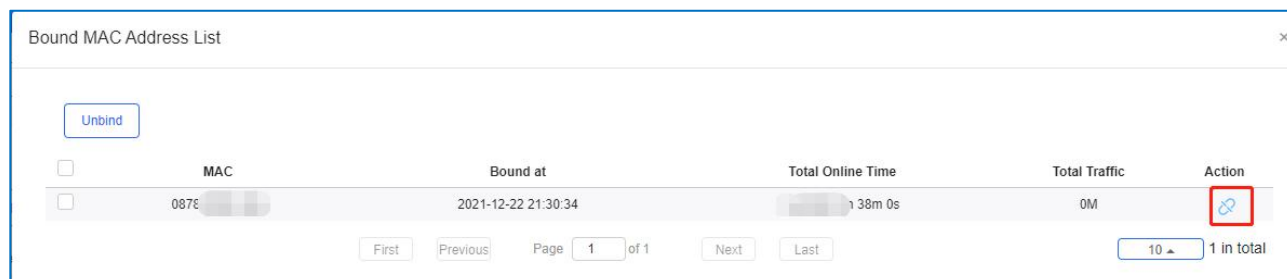 Bound MAC Address List ×
Unbind
MAC Bound at Total Online Time Total Traffic Action
0878 2021-12-22 21:30:34 38m 0s 0M
First Previous Page 1 of 1 Next Last 10 1 in total